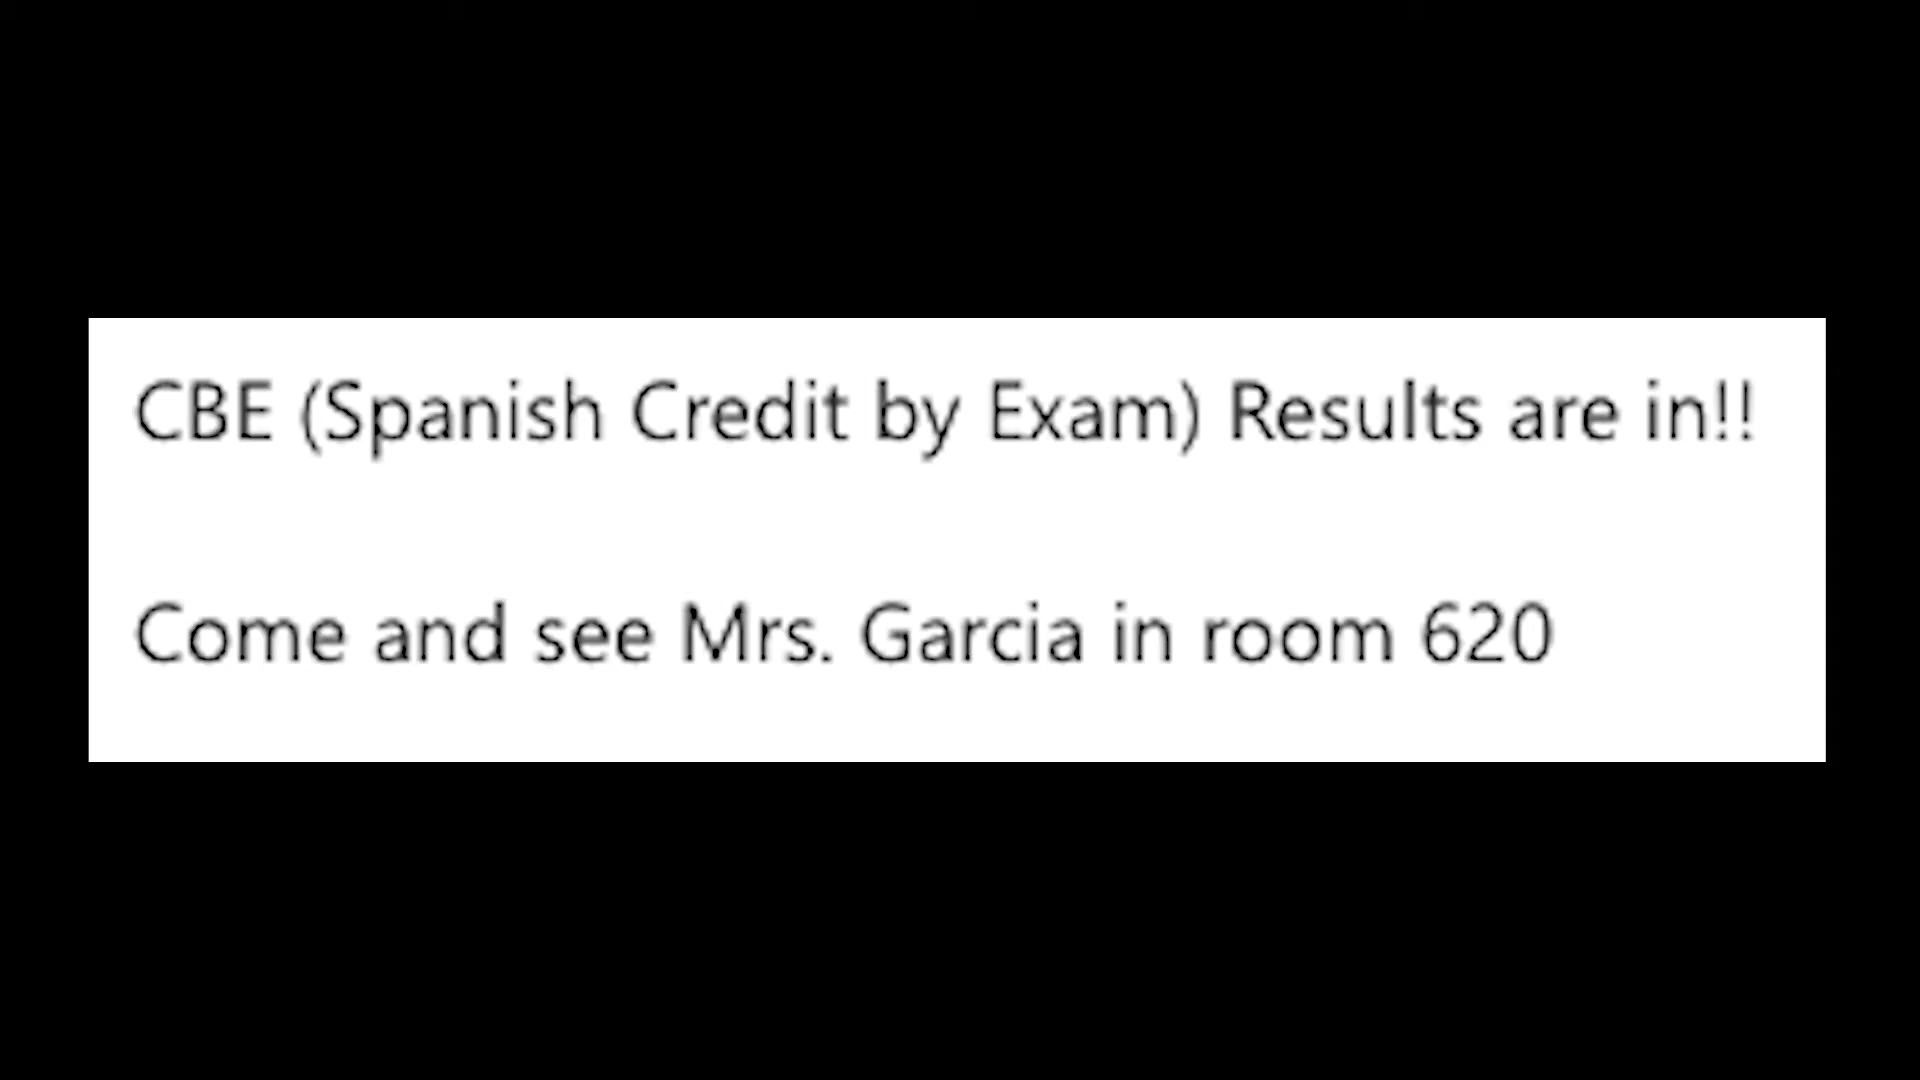 CBE (Spanish Credit by Exam) Results are in!!
Come and see Mrs. Garcia in room 620